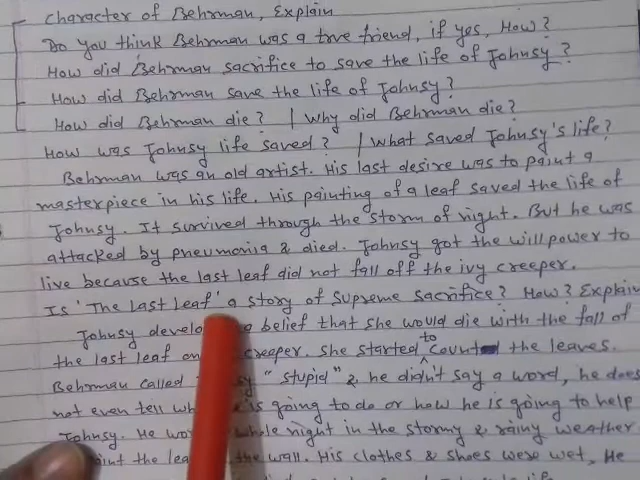 Character of Behrman, Explain
Do you think Behrman was a true friend, if yes, How?
How did Behrman sacrifice to save the life of Johnsy?
How did Behrman save the life of Johnsy?
How did Behrman die? | Why did Behrman die?
How was Johnsy life saved? | What saved Johnsy's life?
Behrman was an old artist. His last desire was to paint a
masterpiece in his life. His painting of a leaf saved the life of
Johnsy. It survived through the storm of night. But he was
attacked by pneumonia & died. Johnsy got the will power to
live because the last leaf did not fall off the ivy creeper.
Is 'The Last Leaf' a story of Supreme sacrifice? How? Explain
Johnsy belief that she would die with the fall of
the last leaf creeper. She started to count the leaves.
Behrman called "stupid" & he didn't say a word, he does
not even tell is going to do or how he is going to help
Johnsy. He whole night in the stormy & rainy weather
the wall. His clothes & shoes were wet, He